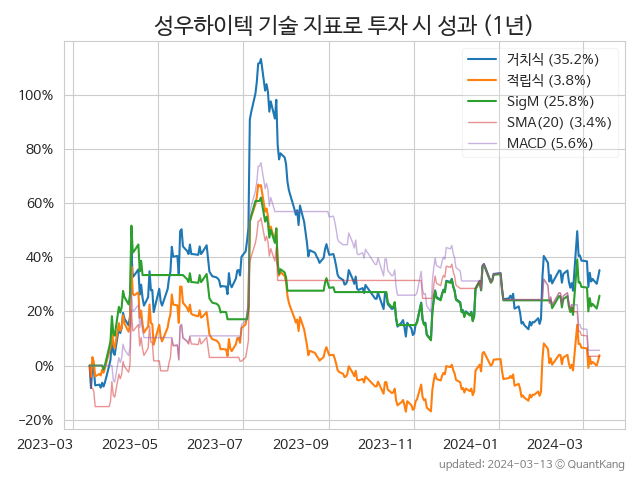 성우하이텍 기술 지표로 투자 시 성과 (1년)
거치식 (35.2%)
적립식 (3.8%)
SigM (25.8%)
SMA(20) (3.4%)
MACD (5.6%)
100%
80%
60%
40%
20%
0%
−20%
2023-03 2023-05 2023-07 2023-09 2023-11 2024-01 2024-03
updated: 2024-03-13 ⓒ QuantKang